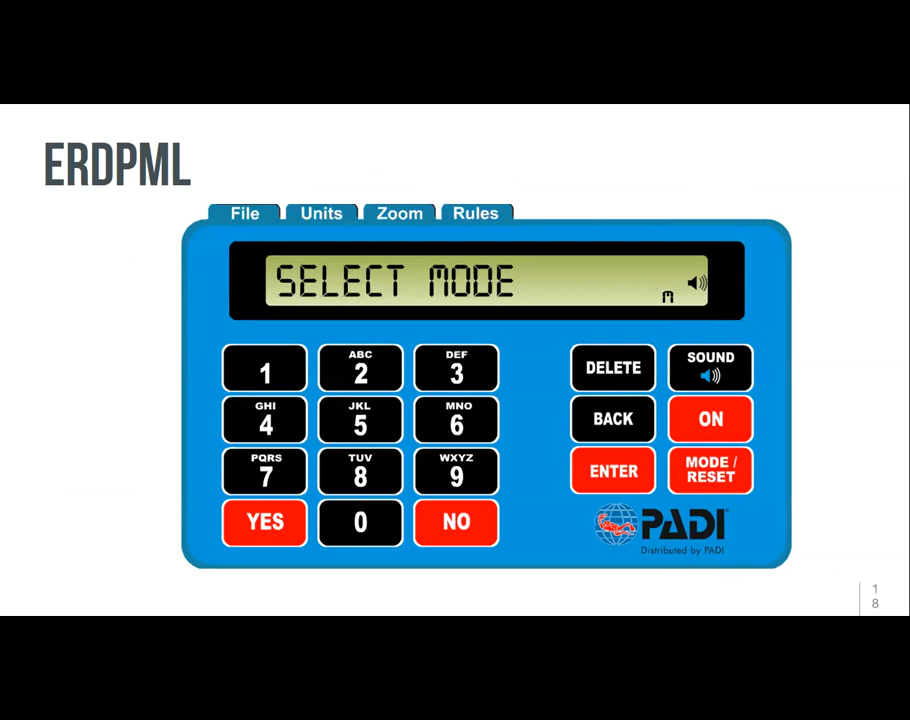 ERDPML
File Units Zoom Rules
SELECT MODE
m
1
ABC
2
DEF
3
DELETE
SOUND
GHI
4
JKL
5
MNO
6
BACK
ON
PQRS
7
TUV
8
WXYZ
9
ENTER
MODE /
RESET
YES
0
NO
PADI
Distributed by PADI
1
8